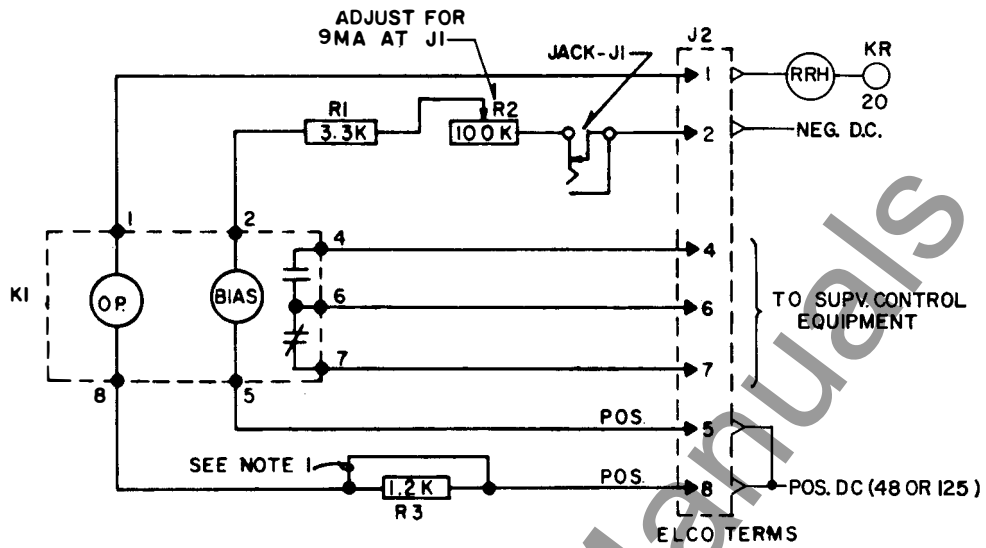 ADJUST FOR
9MA AT J1
JACK-J1
J2
KR
1
RRH
20
R1
3.3K
R2
100K
2
NEG. D.C.
1
2
4
4
K1
OP.
BIAS
6
6
TO SUPV. CONTROL
EQUIPMENT
7
7
8
5
POS.
5
SEE NOTE 1
1.2K
R3
POS.
8
POS. DC (48 OR 125)
ELCO TERMS
Manuals